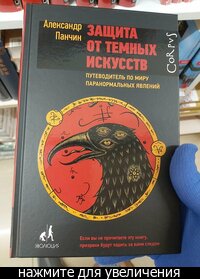 Александр
Панчин
ЗАЩИТА
ОТ ТЕМНЫХ
ИСКУССТВ
ПУТЕВОДИТЕЛЬ ПО МИРУ
ПАРАНОРМАЛЬНЫХ ЯВЛЕНИЙ
CORPUS
ЭВОЛЮЦИЯ
Если вы не прочитаете эту книгу,
призраки будут ходить за вами следом
нажмите для увеличения